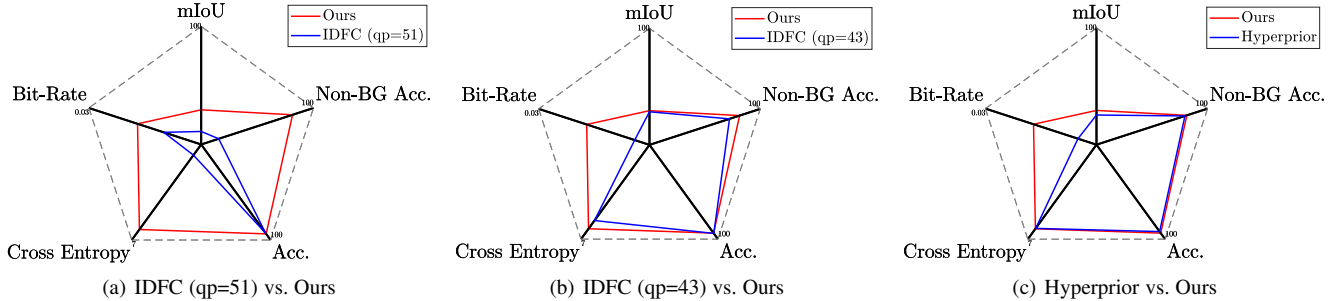 mIoU
100
Ours
IDFC (qp=51)
Bit-Rate
0.03
100
Non-BG Acc.
Cross Entropy
100
Acc.
(a) IDFC (qp=51) vs. Ours
mIoU
100
Ours
IDFC (qp=43)
Bit-Rate
0.03
100
Non-BG Acc.
Cross Entropy
100
Acc.
(b) IDFC (qp=43) vs. Ours
mIoU
100
Ours
Hyperprior
Bit-Rate
0.03
100
Non-BG Acc.
Cross Entropy
100
Acc.
(c) Hyperprior vs. Ours